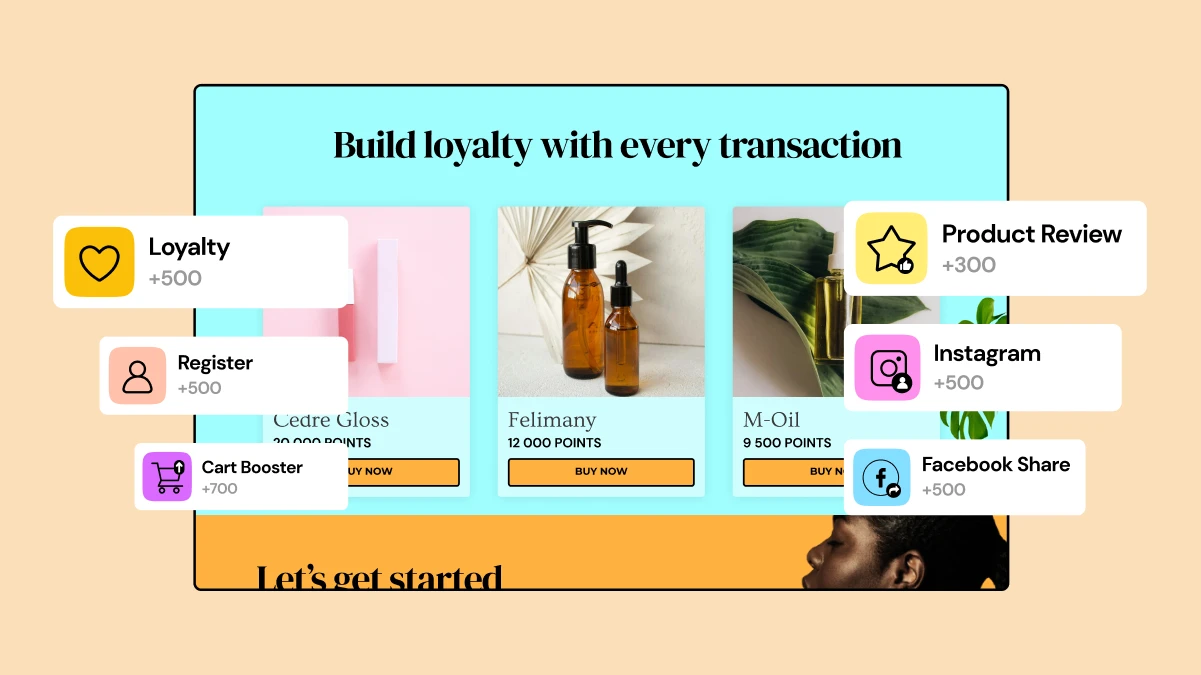 Build loyalty with every transaction
Loyalty
+500
Register
+500
Cart Booster
+700
Cedre Gloss
20 000 POINTS
UY NOW
Felimany
12 000 POINTS
BUY NOW
M-Oil
9 500 POINTS
BUY N
Product Review
+300
Instagram
+500
Facebook Share
+500
Let's get started